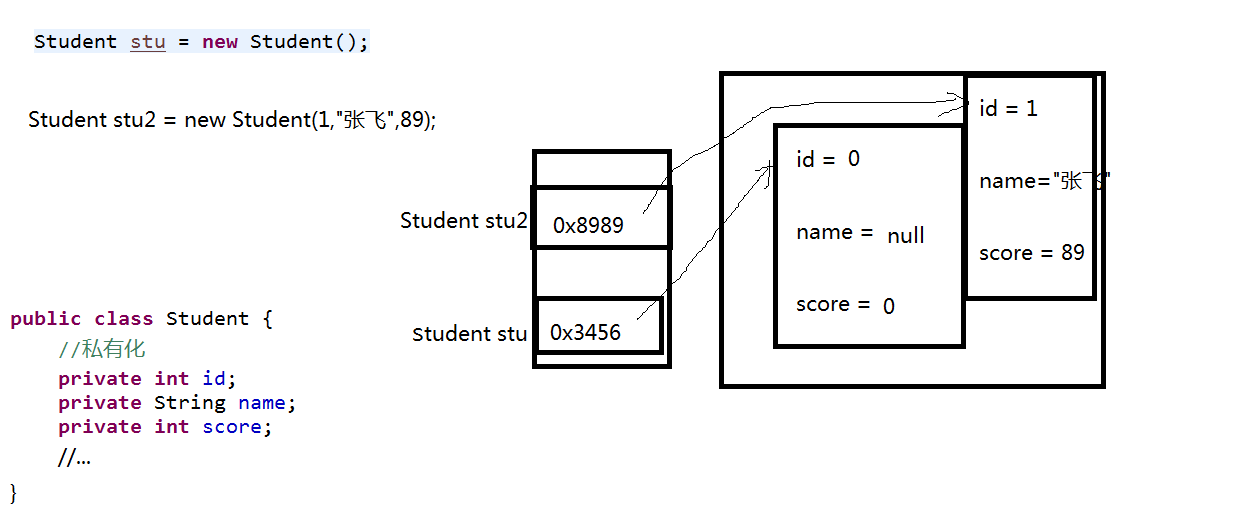 Student stu = new Student();
Student stu2 = new Student(1,"张飞",89);
id = 1
id = 0
name="张飞"
Student stu2 0x8989
name = null
score = 89
score = 0
Student stu 0x3456
public class Student {
//私有化
private int id;
private String name;
private int score;
//...
}